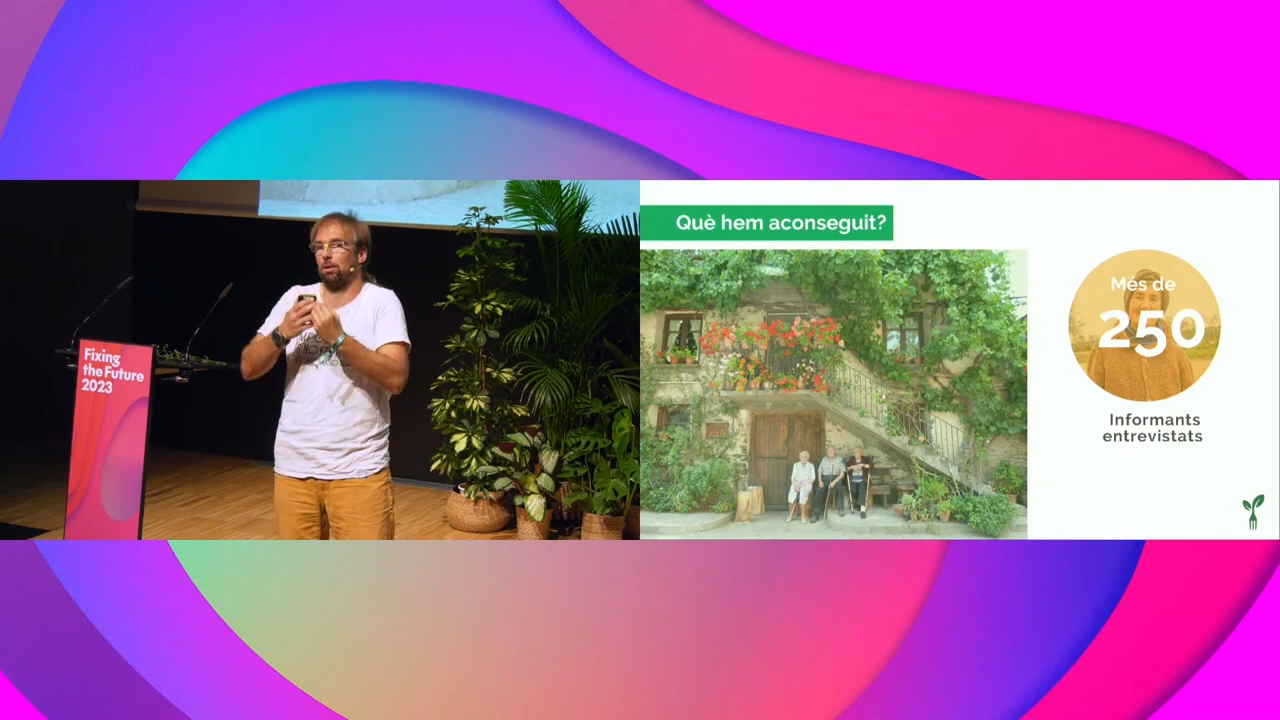 Fixing
the Future
2023
Què hem aconseguit?
Més de
250
Informants
entrevistats